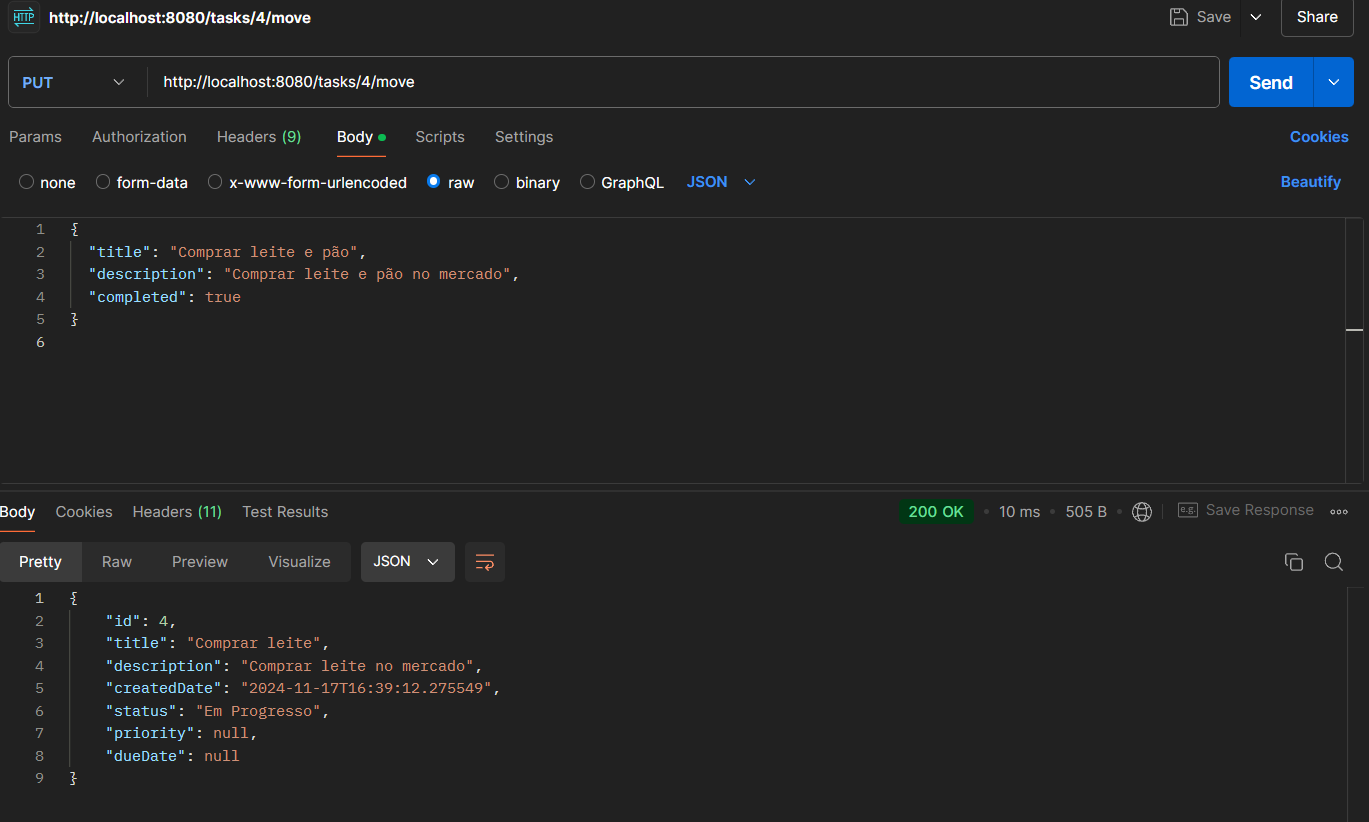 HTTP http://localhost:8080/tasks/4/move Save Share
PUT http://localhost:8080/tasks/4/move Send
Params Authorization Headers (9) Body Scripts Settings Cookies
none form-data x-www-form-urlencoded raw binary GraphQL JSON Beautify
1 {
2 "title": "Comprar leite e pão",
3 "description": "Comprar leite e pão no mercado",
4 "completed": true
5 }
6
Body Cookies Headers (11) Test Results 200 OK • 10 ms • 505 B • e.g. Save Response
Pretty Raw Preview Visualize JSON
1 {
2 "id": 4,
3 "title": "Comprar leite",
4 "description": "Comprar leite no mercado",
5 "createdDate": "2024-11-17T16:39:12.275549",
6 "status": "Em Progresso",
7 "priority": null,
8 "dueDate": null
9 }